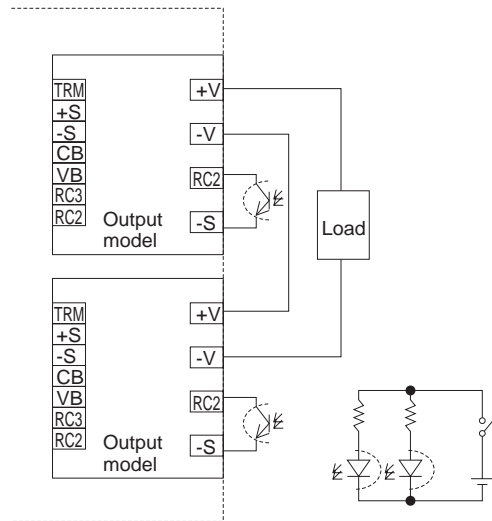 TRM
+S
-S
CB
VB
RC3
RC2
Output
model
+V
-V
RC2
-S
Load
TRM
+S
-S
CB
VB
RC3
RC2
Output
model
+V
-V
RC2
-S